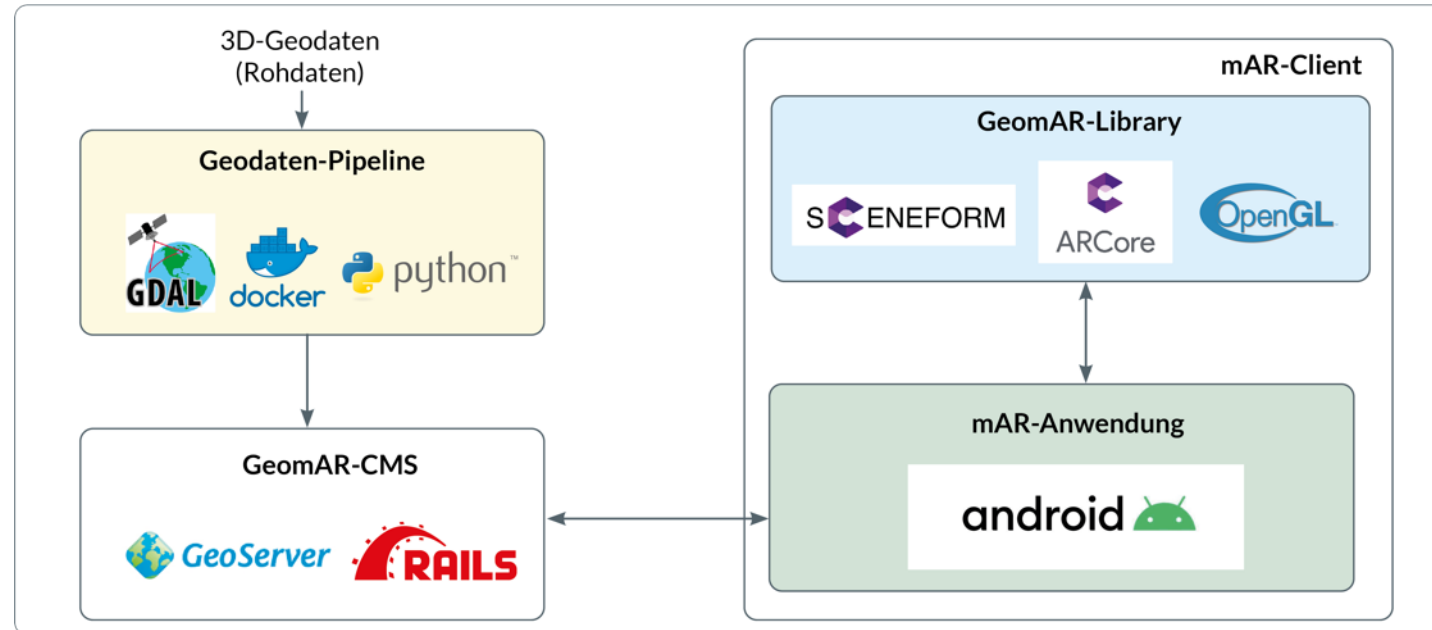 3D-Geodaten
(Rohdaten)
Geodaten-Pipeline
GDAL
docker
python™
GeomAR-CMS
GeoServer
RAILS
mAR-Client
GeomAR-Library
SCENEFORM
ARCore
OpenGL™
mAR-Anwendung
android